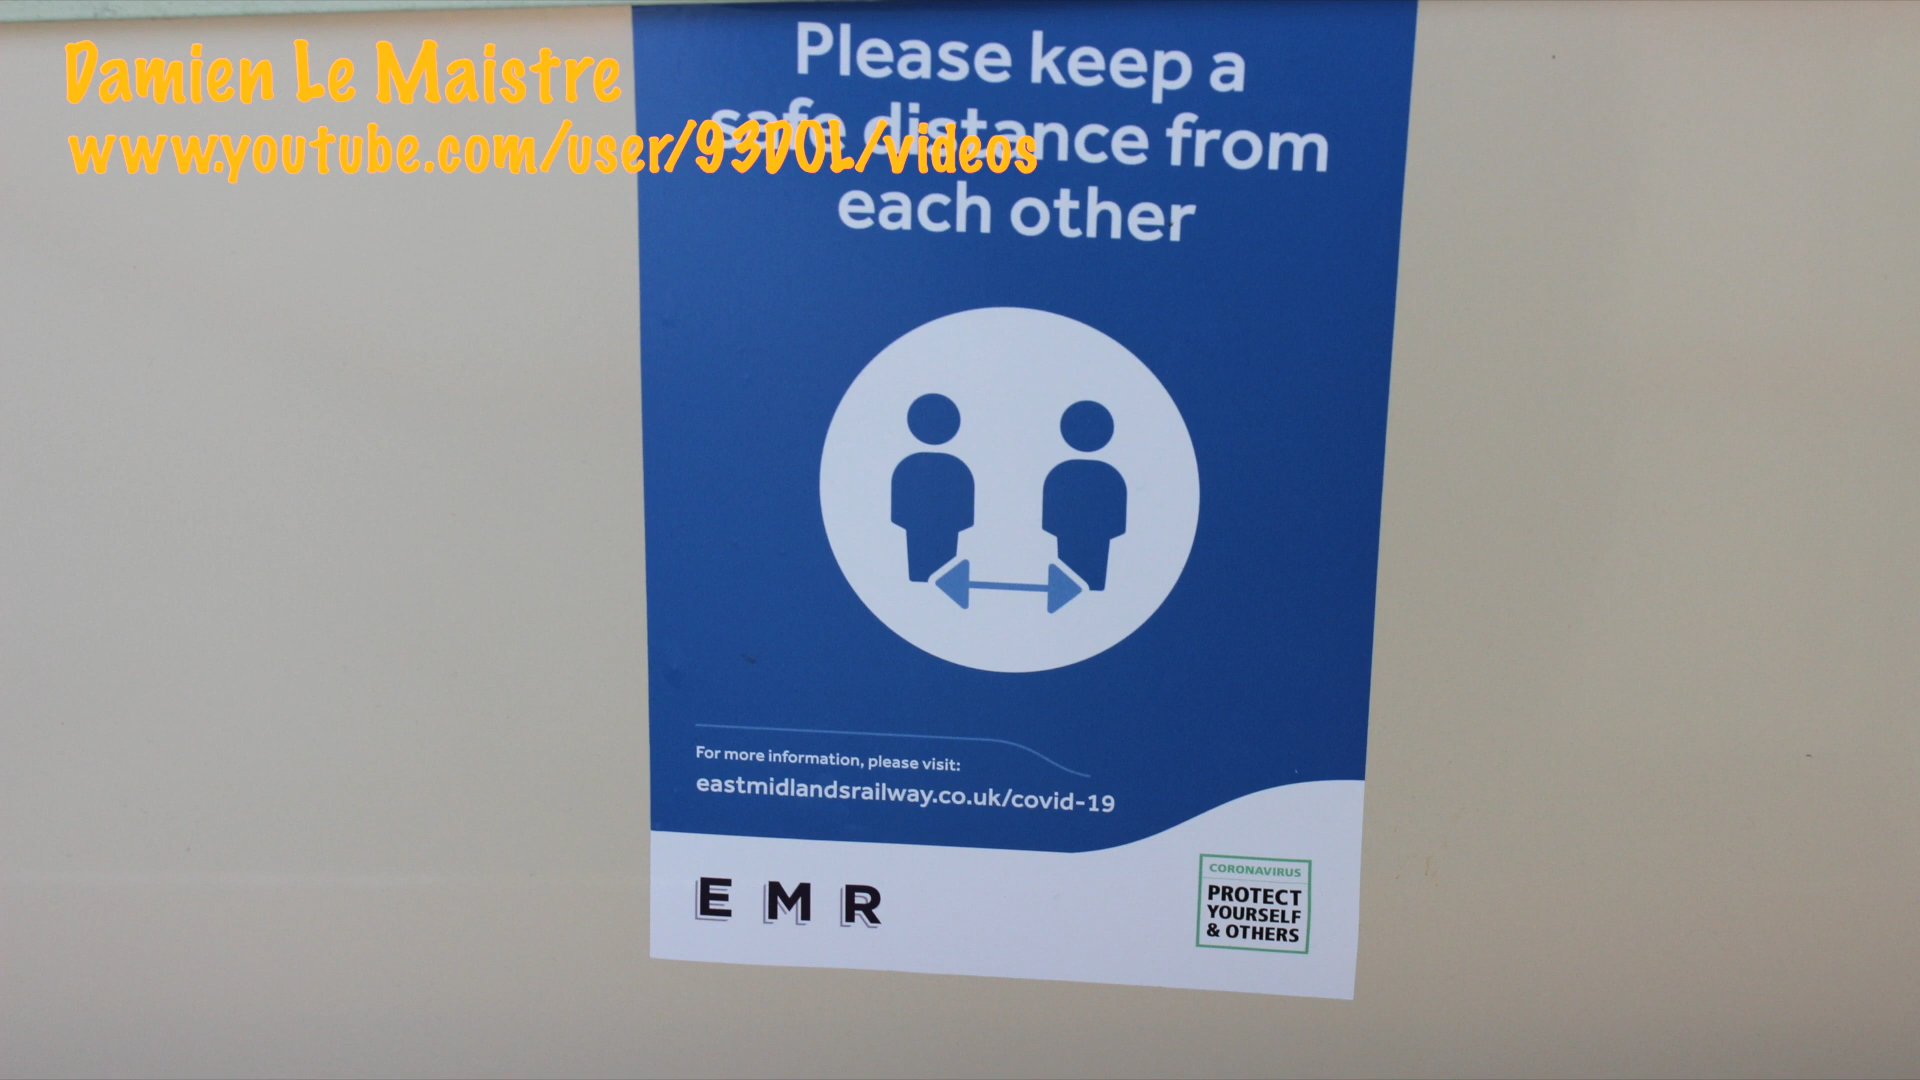 Damien Le Maistre
www.youtube.com/user/93DOL/videos
Please keep a
safe distance from
each other
For more information, please visit:
eastmidlandsrailway.co.uk/covid-19
E M R
CORONAVIRUS
PROTECT
YOURSELF
& OTHERS